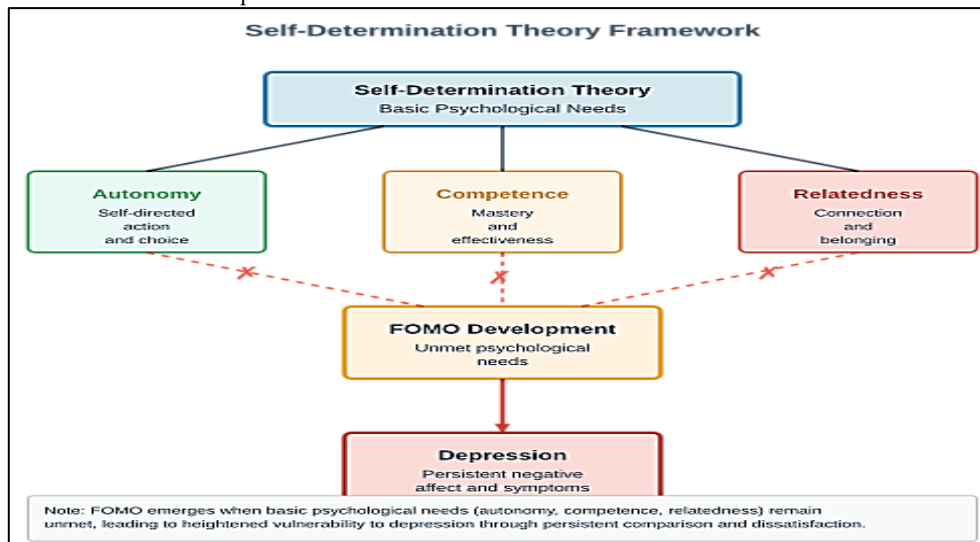 Self-Determination Theory Framework
Self-Determination Theory
Basic Psychological Needs
Autonomy
Self-directed
action
and choice
Competence
Mastery
and
effectiveness
Relatedness
Connection
and
belonging
FOMO Development
Unmet psychological
needs
Depression
Persistent negative
affect and symptoms
Note: FOMO emerges when basic psychological needs (autonomy, competence, relatedness) remain
unmet, leading to heightened vulnerability to depression through persistent comparison and dissatisfaction.